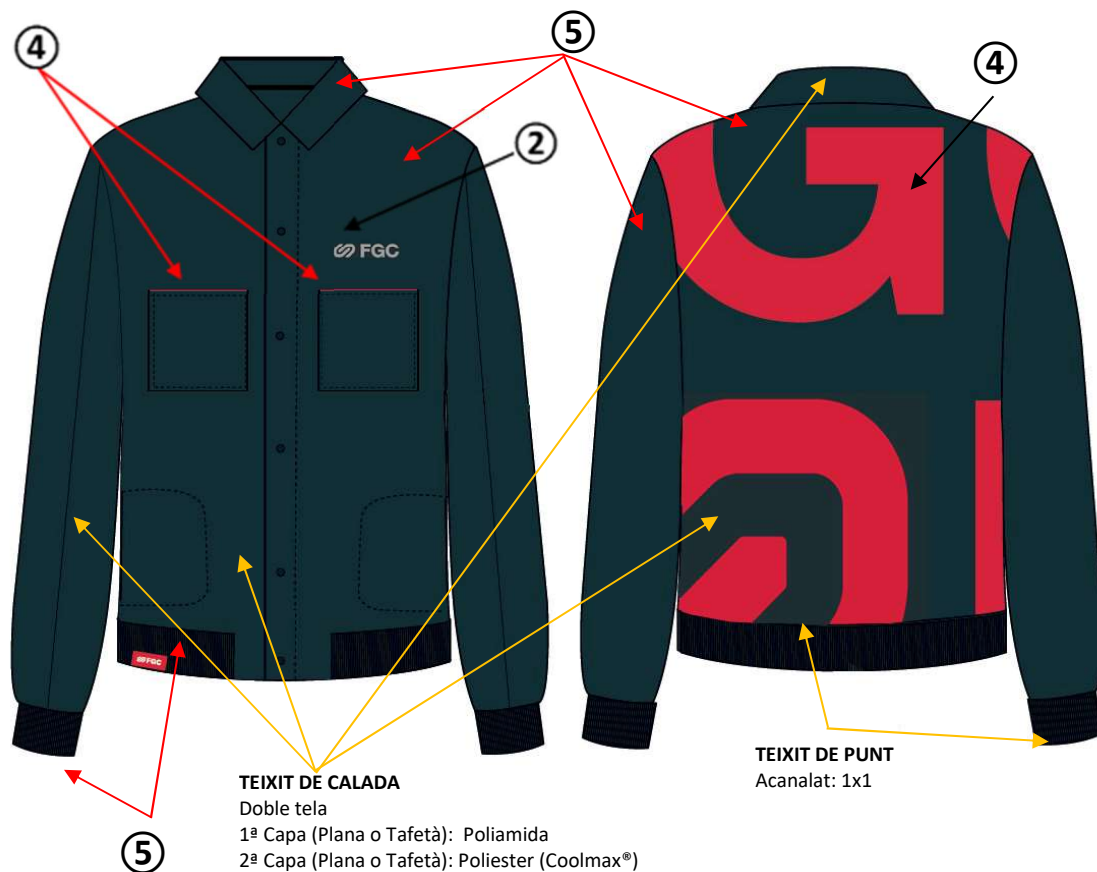 ④
⑤
④
②
FGC
FGC
⑤
TEIXIT DE CALADA
Doble tela
1ª Capa (Plana o Tafetà): Poliamida
2ª Capa (Plana o Tafetà): Poliester (Coolmax®)
TEIXIT DE PUNT
Acanalat: 1x1